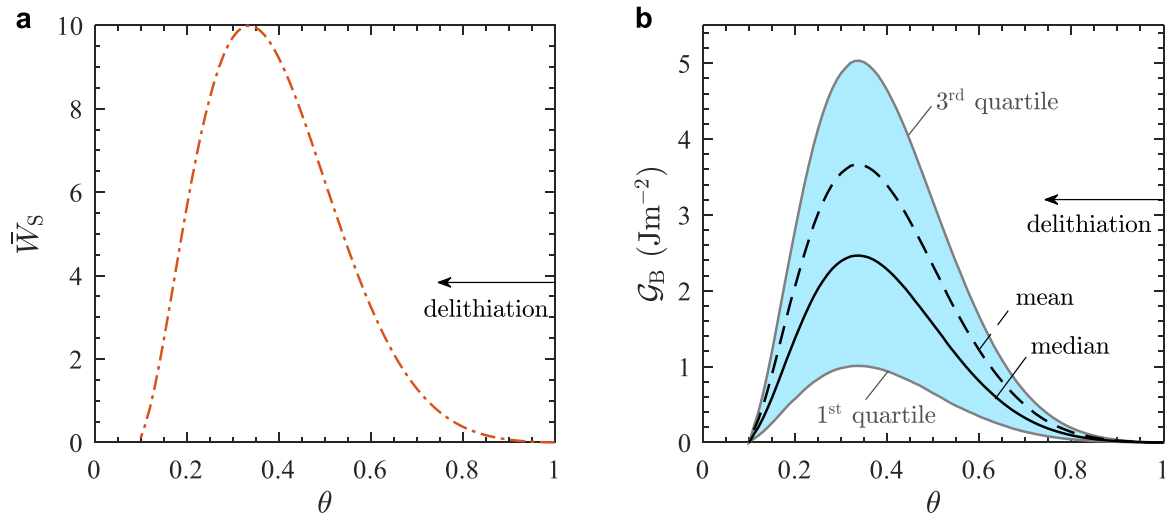 a
10
8
6
4
2
0
W̄_S
delithiation
0 0.2 0.4 0.6 0.8 1
θ
b
5
4
3
2
1
0
𝒢_B (Jm⁻²)
3rd quartile
delithiation
mean
median
1st quartile
0 0.2 0.4 0.6 0.8 1
θ